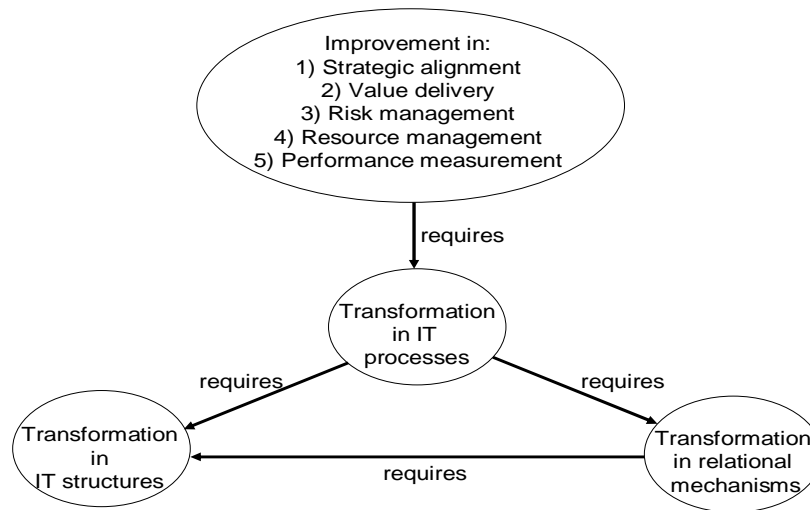 Improvement in:
1) Strategic alignment
2) Value delivery
3) Risk management
4) Resource management
5) Performance measurement
requires
Transformation
in IT
processes
requires
requires
Transformation
in
IT structures
Transformation
in relational
mechanisms
requires